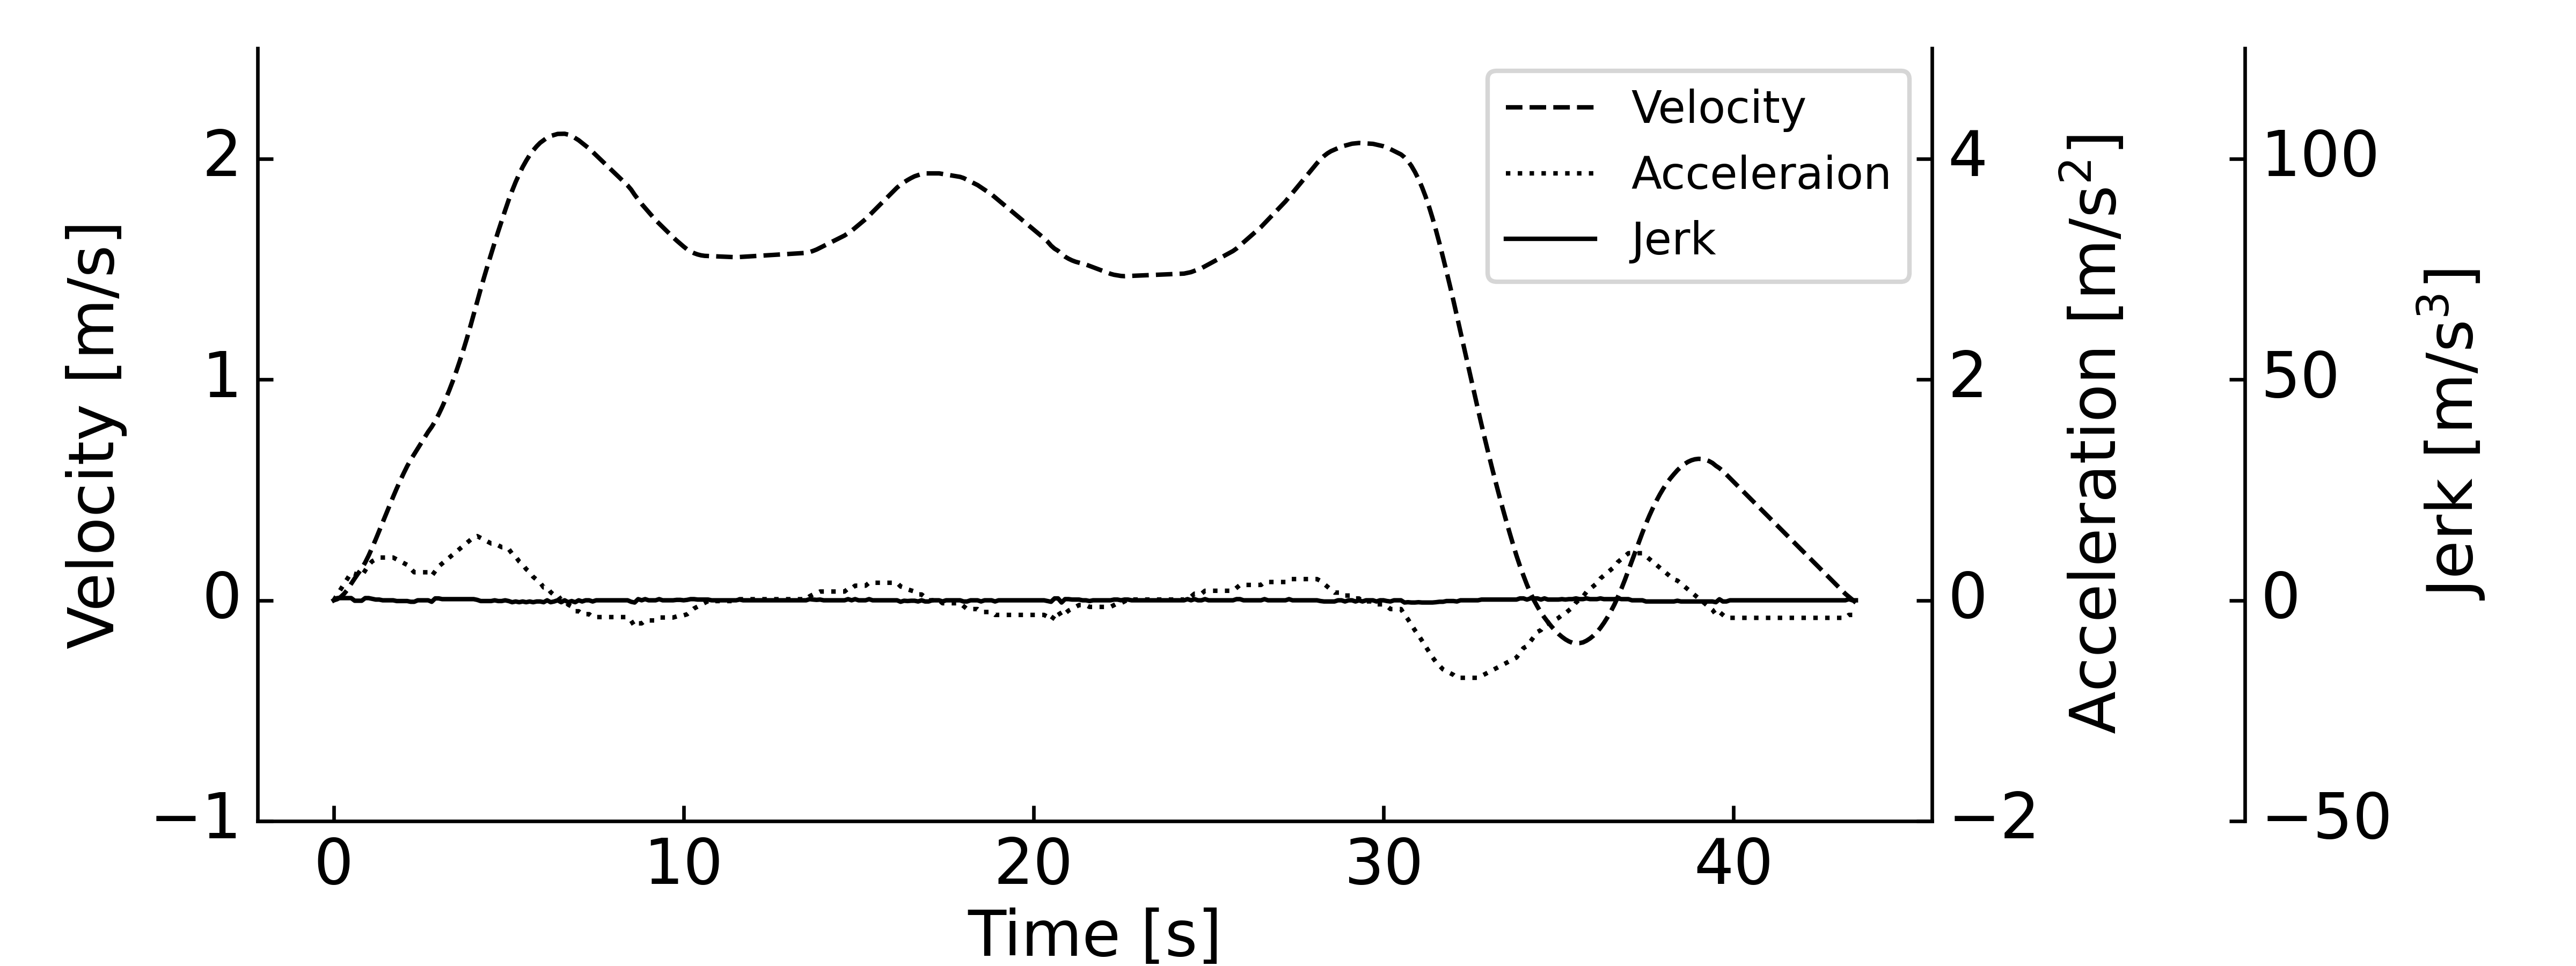 Velocity [m/s]
2
1
0
−1
0 10 20 30 40
Time [s]
Velocity
Acceleraion
Jerk
4
2
0
−2
Acceleration [m/s²]
100
50
0
−50
Jerk [m/s³]